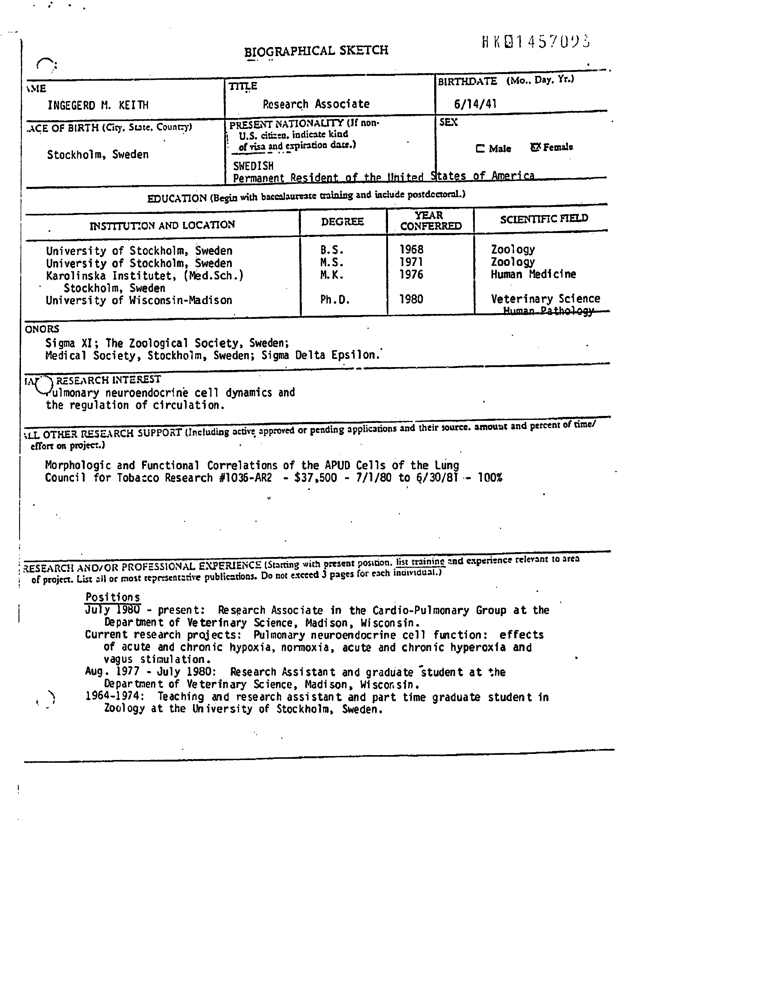 HK01457093
BIOGRAPHICAL SKETCH
AME TITLE BIRTHDATE (Mo., Day, Yr.)
INGEGERD M. KEITH Research Associate 6/14/41
ACE OF BIRTH (City, State, Country) PRESENT NATIONALITY (If non-
U.S. citizen, indicate kind
of visa and expiration date.) SEX
Stockholm, Sweden Male Female
SWEDISH
Permanent Resident of the United States of America
EDUCATION (Begin with baccalaureate training and include postdoctoral.)
INSTITUTION AND LOCATION DEGREE YEAR
CONFERRED SCIENTIFIC FIELD
University of Stockholm, Sweden B.S. 1968 Zoology
University of Stockholm, Sweden M.S. 1971 Zoology
Karolinska Institutet, (Med.Sch.) M.K. 1976 Human Medicine
Stockholm, Sweden
University of Wisconsin-Madison Ph.D. 1980 Veterinary Science
Human Pathology
ONORS
Sigma XI; The Zoological Society, Sweden;
Medical Society, Stockholm, Sweden; Sigma Delta Epsilon.
RESEARCH INTEREST
Pulmonary neuroendocrine cell dynamics and
the regulation of circulation.
ALL OTHER RESEARCH SUPPORT (Including active, approved or pending applications and their source, amount and percent of time/
effort on project.)
Morphologic and Functional Correlations of the APUD Cells of the Lung
Council for Tobacco Research #1036-AR2 - $37,500 - 7/1/80 to 6/30/81 - 100%
RESEARCH AND/OR PROFESSIONAL EXPERIENCE (Starting with present position, list training and experience relevant to area
of project. List all or most representative publications. Do not exceed 3 pages for each individual.)
Positions
July 1980 - present: Research Associate in the Cardio-Pulmonary Group at the
Department of Veterinary Science, Madison, Wisconsin.
Current research projects: Pulmonary neuroendocrine cell function: effects
of acute and chronic hypoxia, normoxia, acute and chronic hyperoxia and
vagus stimulation.
Aug. 1977 - July 1980: Research Assistant and graduate student at the
Department of Veterinary Science, Madison, Wisconsin.
1964-1974: Teaching and research assistant and part time graduate student in
Zoology at the University of Stockholm, Sweden.